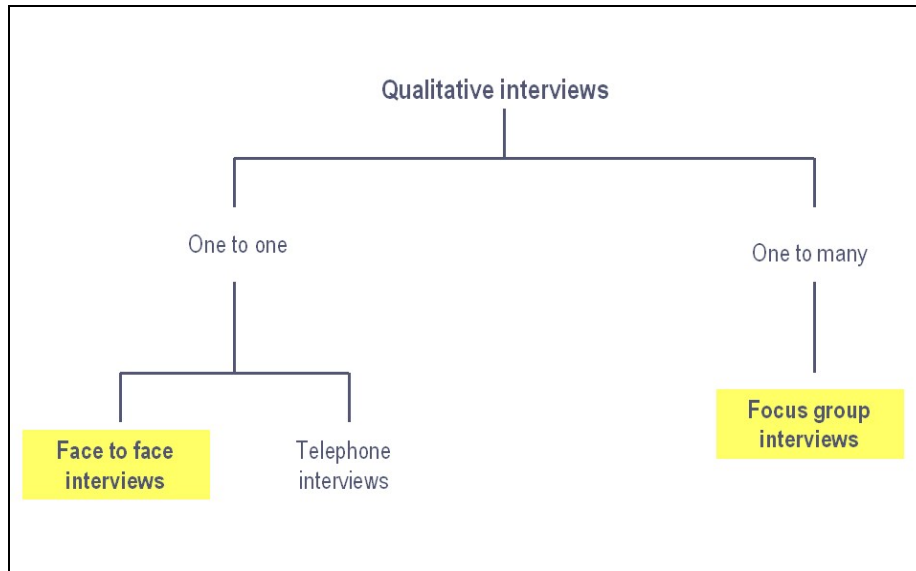 Qualitative interviews
One to one
One to many
Face to face
interviews
Telephone
interviews
Focus group
interviews